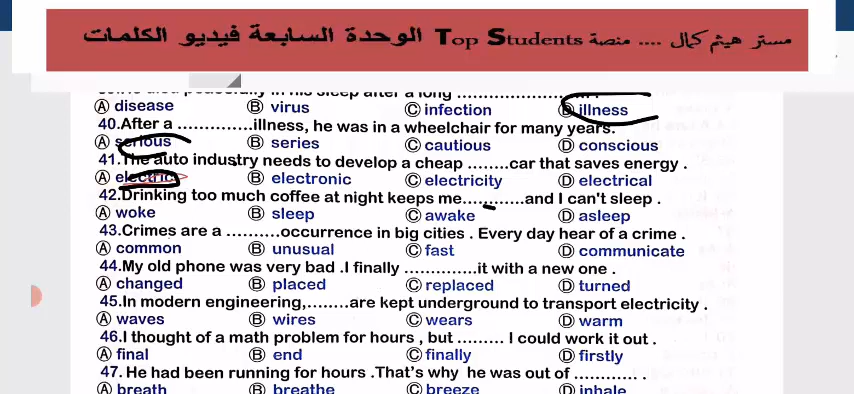 مستر هيثم كمال .... منصة Top Students الوحدة السابعة فيديو الكلمات
in his sleep after a long ........................ .
Ⓐ disease Ⓑ virus Ⓒ infection Ⓓ illness
40.After a ..............illness, he was in a wheelchair for many years.
Ⓐ serious Ⓑ series Ⓒ cautious Ⓓ conscious
41.The auto industry needs to develop a cheap ........car that saves energy .
Ⓐ electric Ⓑ electronic Ⓒ electricity Ⓓ electrical
42.Drinking too much coffee at night keeps me............and I can't sleep .
Ⓐ woke Ⓑ sleep Ⓒ awake Ⓓ asleep
43.Crimes are a ..........occurrence in big cities . Every day hear of a crime .
Ⓐ common Ⓑ unusual Ⓒ fast Ⓓ communicate
44.My old phone was very bad .I finally ..............it with a new one .
Ⓐ changed Ⓑ placed Ⓒ replaced Ⓓ turned
45.In modern engineering,........are kept underground to transport electricity .
Ⓐ waves Ⓑ wires Ⓒ wears Ⓓ warm
46.I thought of a math problem for hours , but ......... I could work it out .
Ⓐ final Ⓑ end Ⓒ finally Ⓓ firstly
47. He had been running for hours .That's why he was out of ............ .
Ⓐ breath Ⓑ breathe Ⓒ breeze Ⓓ inhale